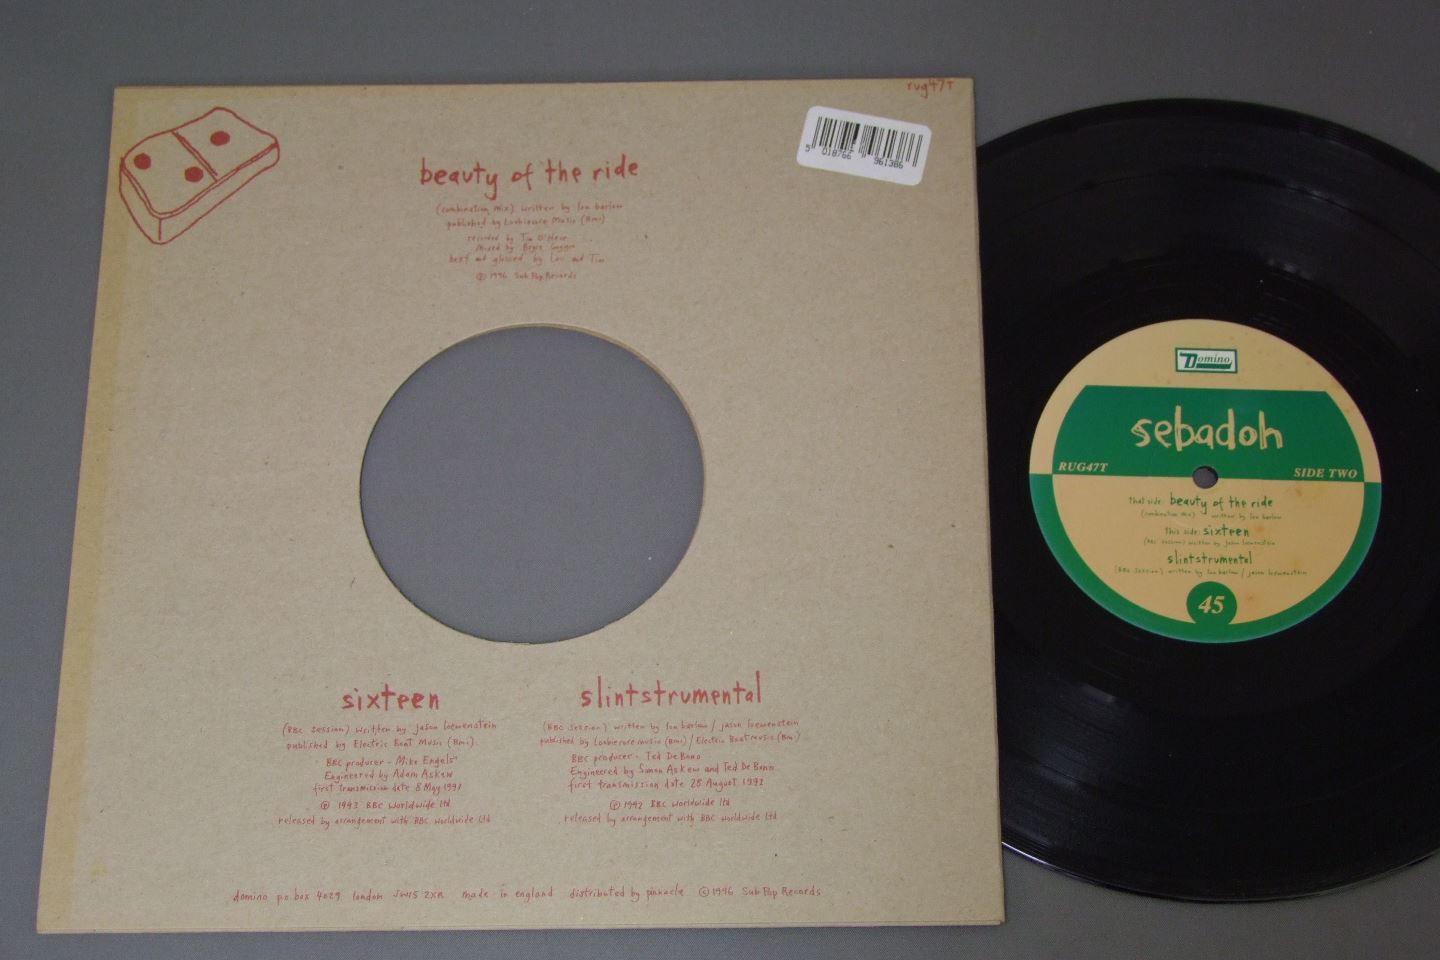 rug47T
5 018766 961386
beauty of the ride
(combination mix) written by lou barlow
published by Loobiecore Music (Bmi)
recorded by Tim O'Heir
Mixed by Bryce Goggin
best and glossed by Lou and Tim
Ⓟ 1996 Sub Pop Records
sixteen
(BBC session) written by Jason loewenstein
published by Electric Boat Music (Bmi).
BBC producer - Mike Engels
Engineered by Adam Askew
first transmission date 8 May 199
Ⓟ 1993 BBC Worldwide ltd
released by arrangement with BBC Worldwide Ltd
slintstrumental
(BBC session) written by lou barlow / jason loewenstein
published by Loobiecore music (Bmi) / Electric Boat music (Bmi)
BBC producer - Ted De Bono
Engineered by Simon Askew and Ted De Bono
first transmission date 28 August 1992
Ⓟ 1992 BBC Worldwide ltd
released by arrangement with BBC Worldwide Ltd
domino p.o. box 4029 london SW15 2XR made in england distributed by pinnacle © 1996 Sub Pop Records
Domino
sebadoh
RUG47T
SIDE TWO
that side: beauty of the ride
(combination mix) written by lou barlow
this side: sixteen
(BBC session) written by jason loewenstein
slintstrumental
(BBC session) written by lou barlow / jason loewenstein
45